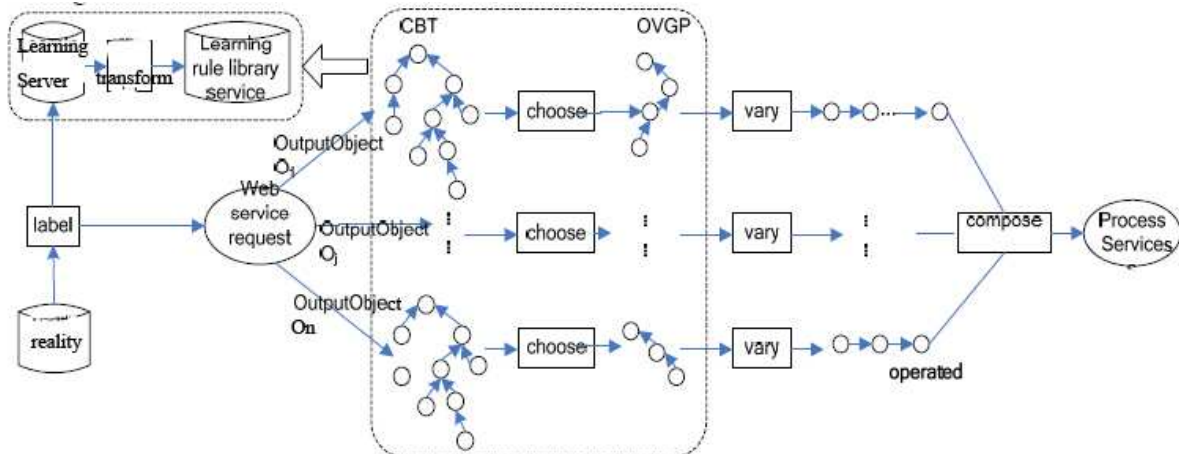 Learning
Server
transform
Learning
rule library
service
CBT
OVGP
choose
vary
OutputObject
Web
service
request
label
OutputObject
Oj
choose
vary
compose
Process
Services
reality
OutputObject
On
choose
vary
operated